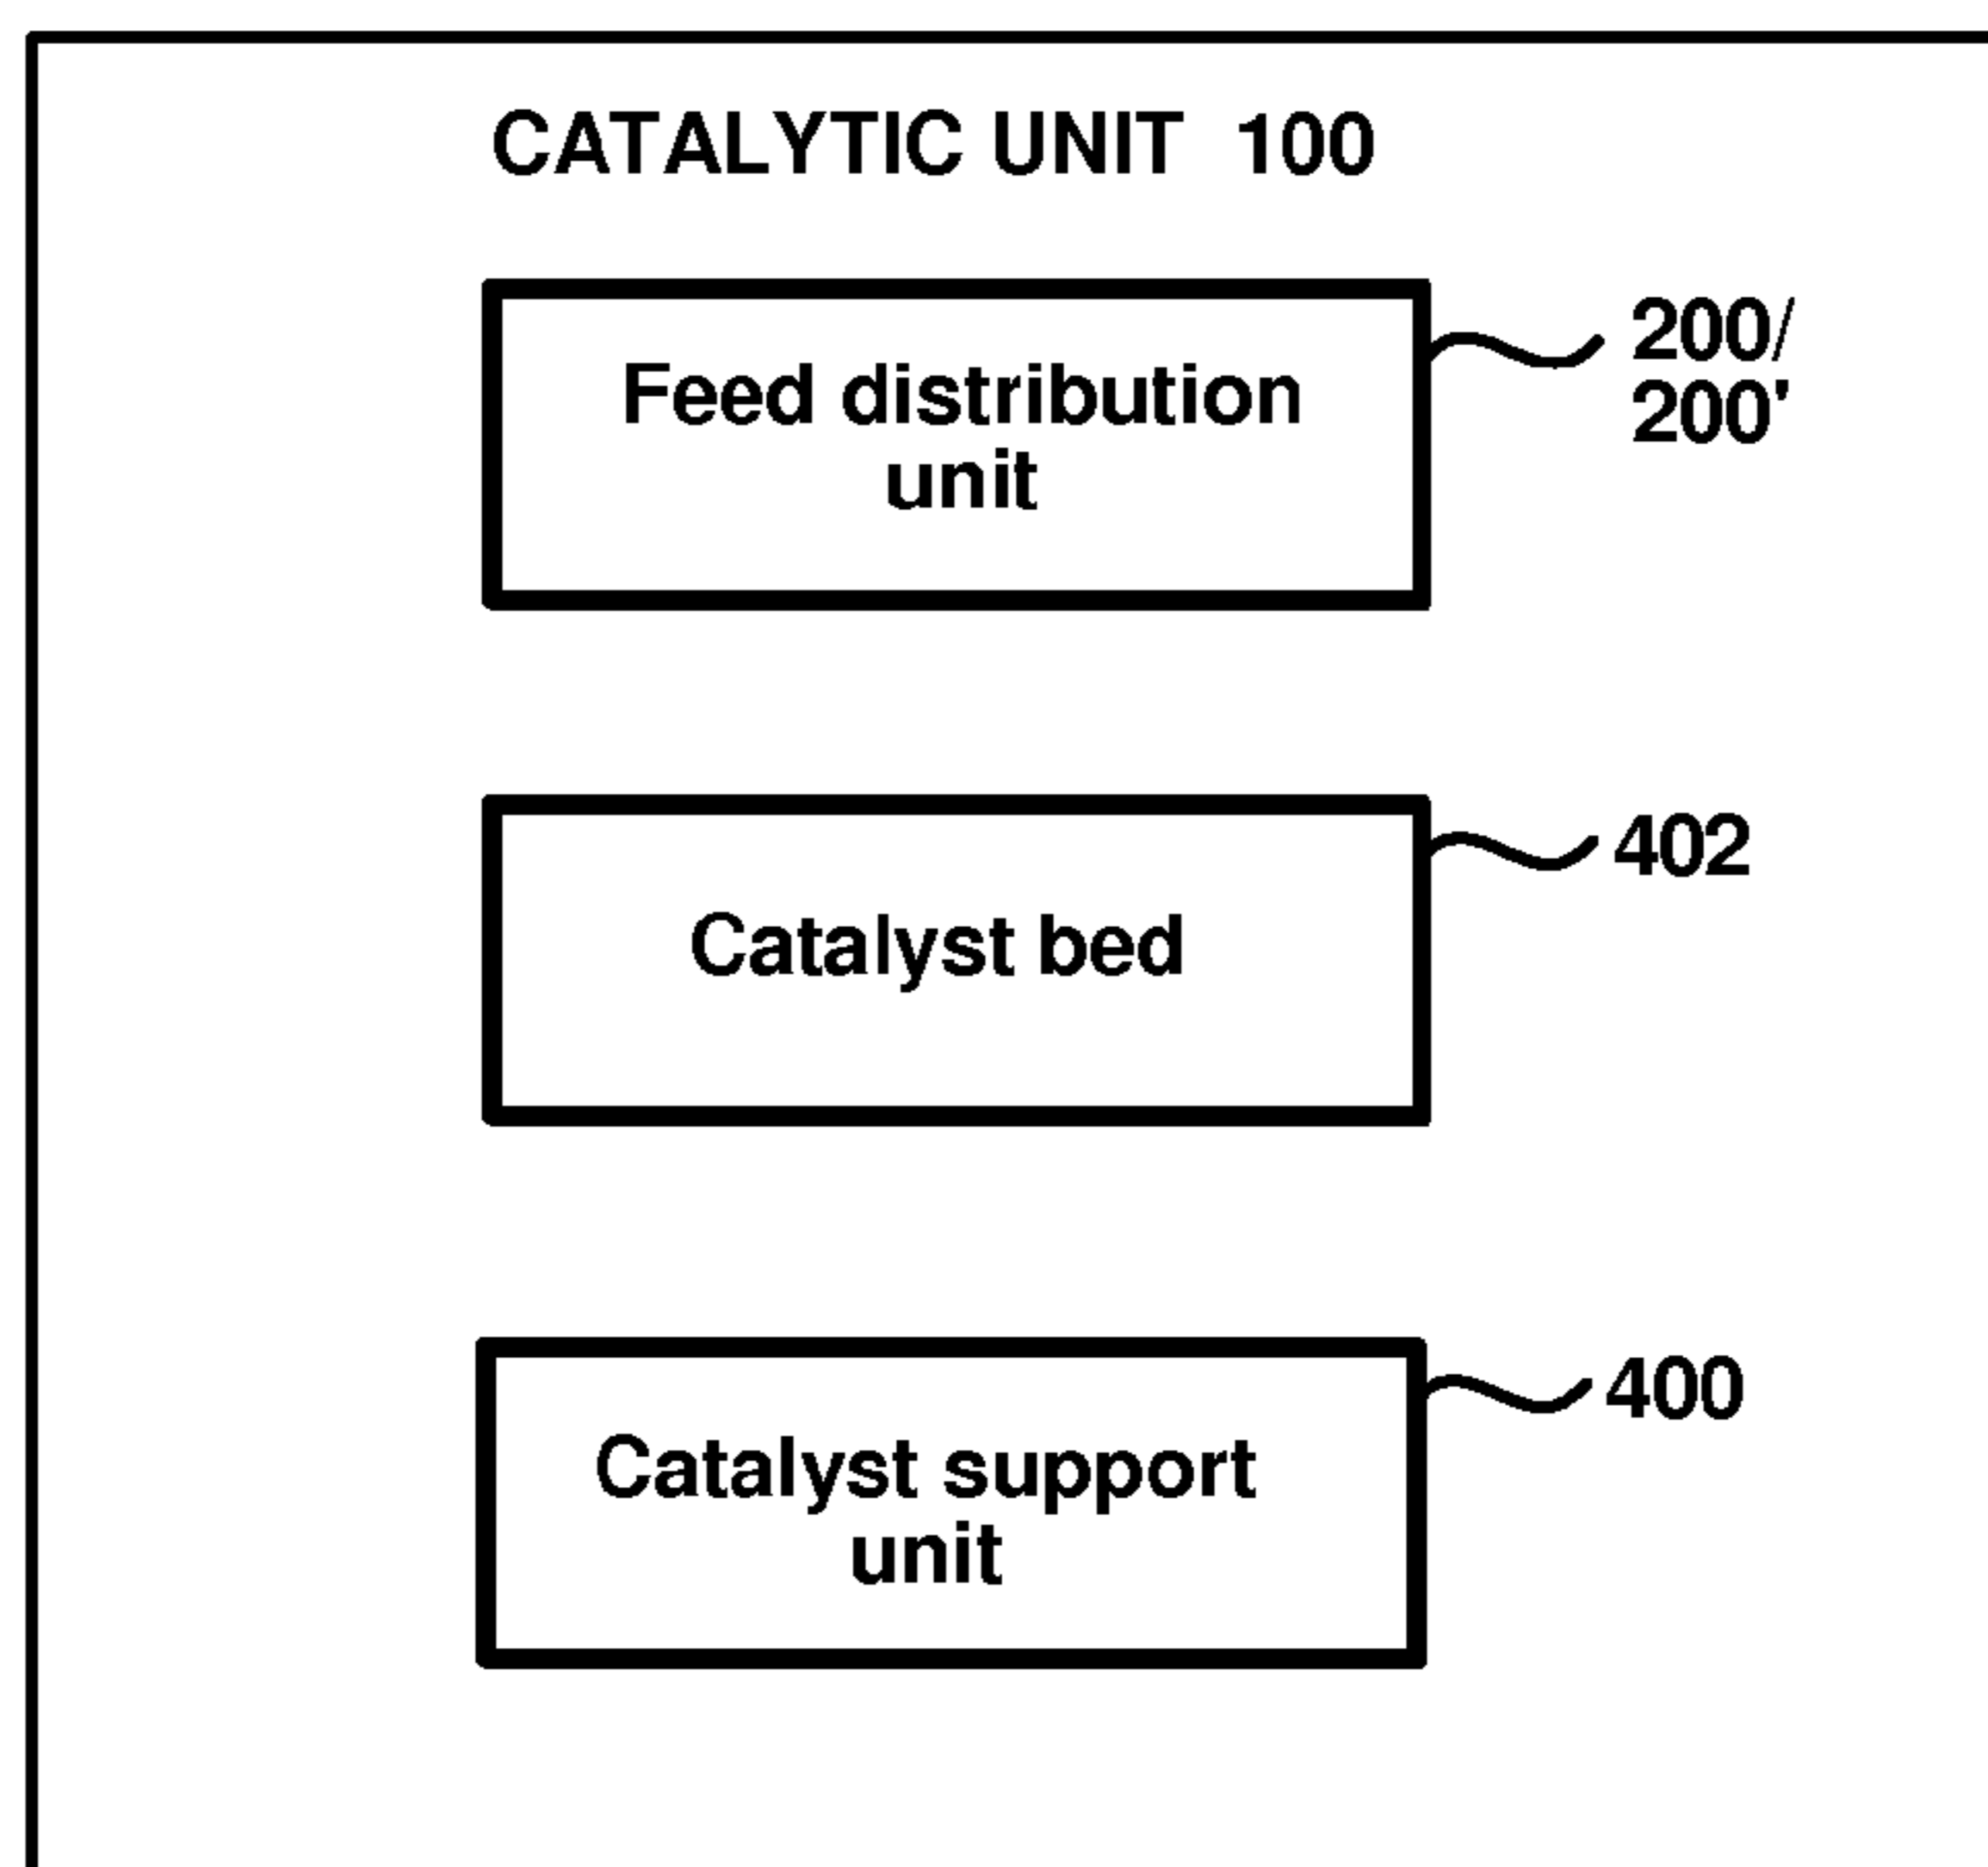 CATALYTIC UNIT 100
Feed distribution
unit
200/
200'
Catalyst bed
402
Catalyst support
unit
400